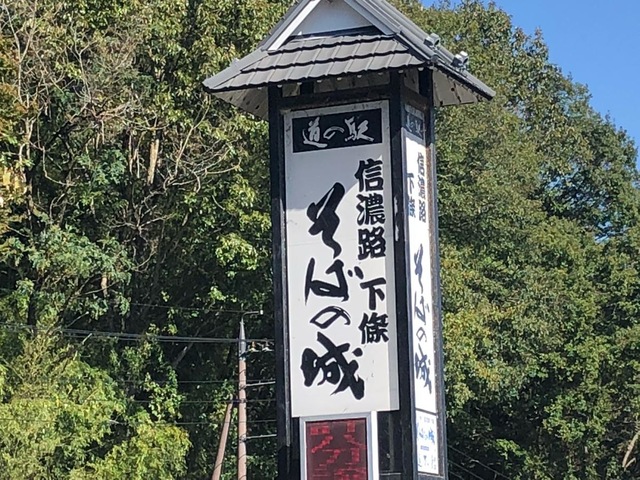 道の駅
信濃路 下條
そばの城
信濃路
下條
そばの城